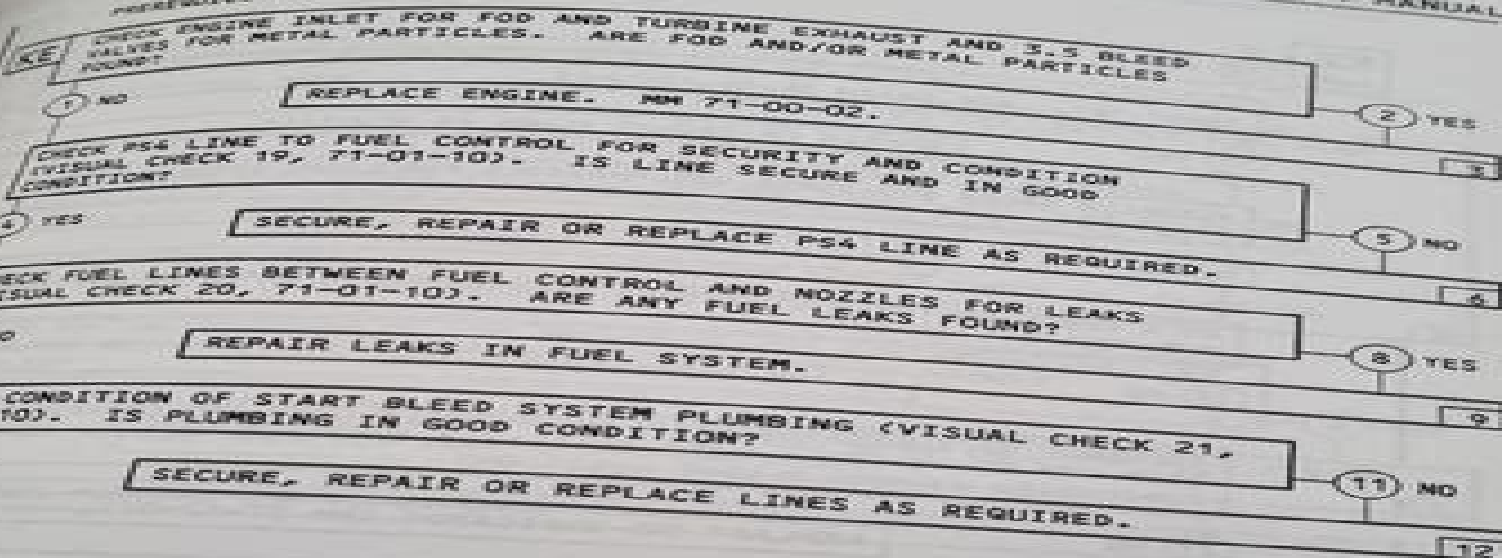 MANUAL
KE
CHECK ENGINE INLET FOR FOD AND TURBINE EXHAUST AND 3.5 BLEED
VALVES FOR METAL PARTICLES. ARE FOD AND/OR METAL PARTICLES
FOUND?
1 NO
REPLACE ENGINE. MM 71-00-02.
2 YES
3
CHECK PS4 LINE TO FUEL CONTROL FOR SECURITY AND CONDITION
(VISUAL CHECK 19, 71-01-10). IS LINE SECURE AND IN GOOD
CONDITION?
4 YES
SECURE, REPAIR OR REPLACE PS4 LINE AS REQUIRED.
5 NO
6
ECK FUEL LINES BETWEEN FUEL CONTROL AND NOZZLES FOR LEAKS
ISUAL CHECK 20, 71-01-10). ARE ANY FUEL LEAKS FOUND?
O
REPAIR LEAKS IN FUEL SYSTEM.
8 YES
9
CONDITION OF START BLEED SYSTEM PLUMBING (VISUAL CHECK 21,
10). IS PLUMBING IN GOOD CONDITION?
11 NO
SECURE, REPAIR OR REPLACE LINES AS REQUIRED.
12